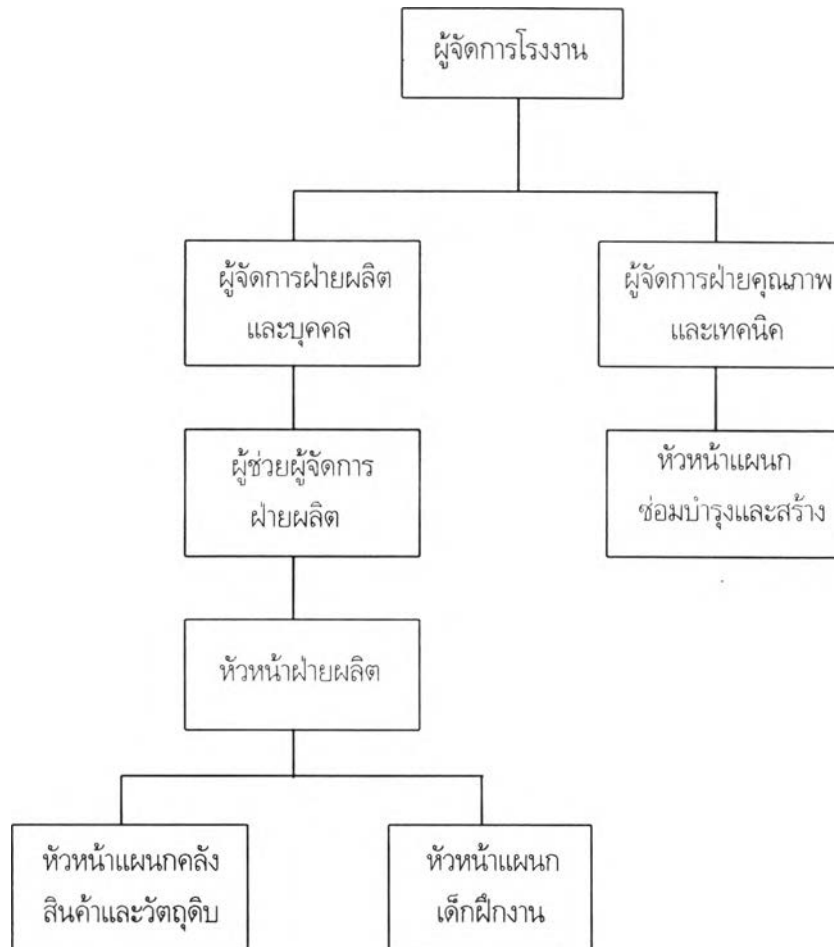 ผู้จัดการโรงงาน
ผู้จัดการฝ่ายผลิต
และบุคคล
ผู้จัดการฝ่ายคุณภาพ
และเทคนิค
ผู้ช่วยผู้จัดการ
ฝ่ายผลิต
หัวหน้าแผนก
ซ่อมบำรุงและสร้าง
หัวหน้าฝ่ายผลิต
หัวหน้าแผนกคลัง
สินค้าและวัตถุดิบ
หัวหน้าแผนก
เด็กฝึกงาน